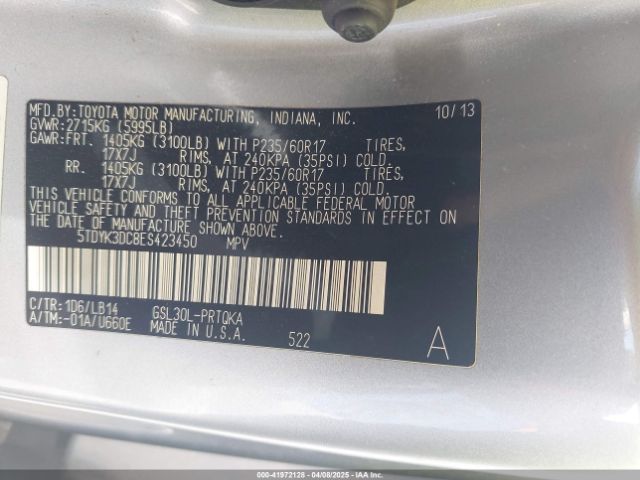 MFD.BY:TOYOTA MOTOR MANUFACTURING, INDIANA, INC. 10/13
GVWR:2715KG (5995LB)
GAWR:FRT. 1405KG (3100LB) WITH P235/60R17 TIRES,
17X7J RIMS, AT 240KPA (35PSI) COLD.
RR. 1405KG (3100LB) WITH P235/60R17 TIRES,
17X7J RIMS, AT 240KPA (35PSI) COLD.
THIS VEHICLE CONFORMS TO ALL APPLICABLE FEDERAL MOTOR
VEHICLE SAFETY AND THEFT PREVENTION STANDARDS IN EFFECT ON
THE DATE OF MANUFACTURE SHOWN ABOVE.
5TDYK3DC8ES423450 MPV
C/TR:1D6/LB14 GSL30L-PRTQKA
A/TM:-01A/U660E MADE IN U.S.A. 522 A
000-41972128 - 04/08/2025 - IAAI.COM